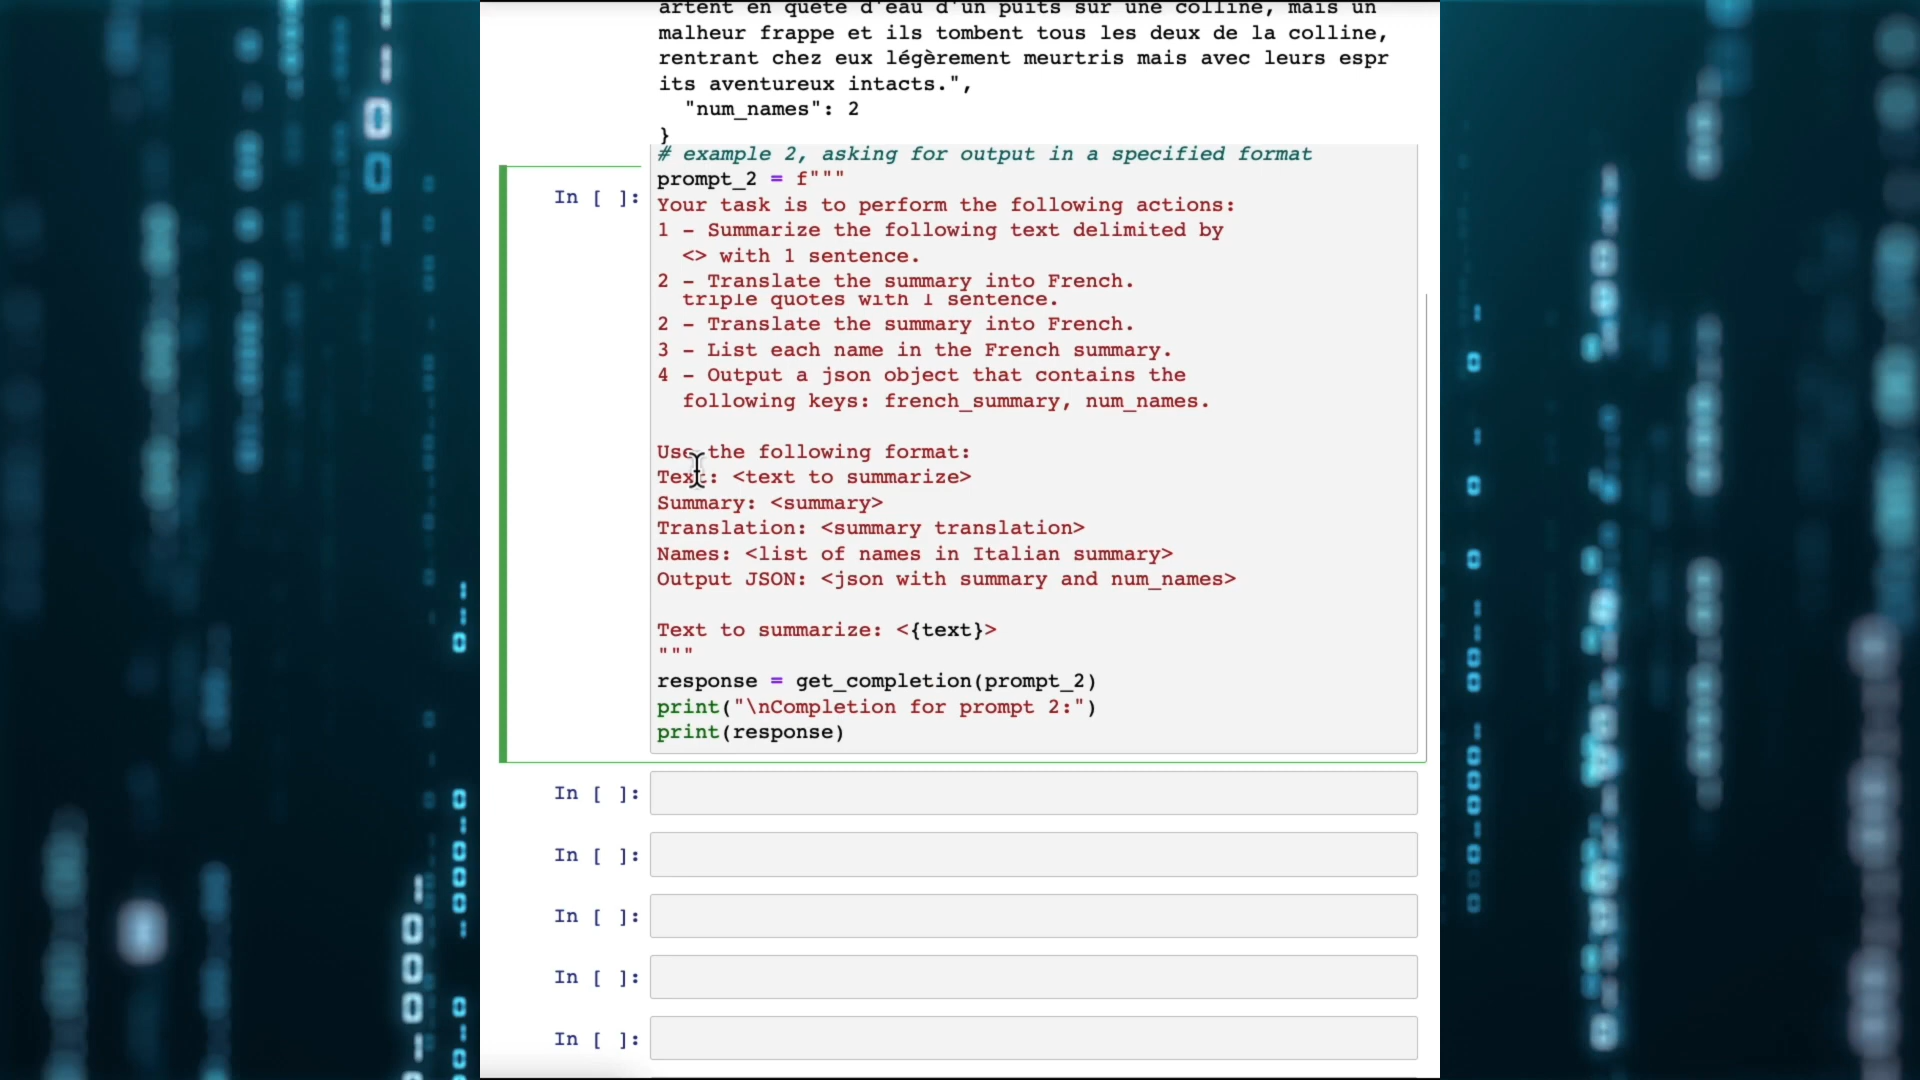 artent en quête d'eau d'un puits sur une colline, mais un
malheur frappe et ils tombent tous les deux de la colline,
rentrant chez eux légèrement meurtris mais avec leurs espr
its aventureux intacts.",
"num_names": 2
}
# example 2, asking for output in a specified format
In [ ]: prompt_2 = f"""
Your task is to perform the following actions:
1 - Summarize the following text delimited by
<> with 1 sentence.
2 - Translate the summary into French.
triple quotes with 1 sentence.
2 - Translate the summary into French.
3 - List each name in the French summary.
4 - Output a json object that contains the
following keys: french_summary, num_names.
Use the following format:
Text: <text to summarize>
Summary: <summary>
Translation: <summary translation>
Names: <list of names in Italian summary>
Output JSON: <json with summary and num_names>
Text to summarize: <{text}>
"""
response = get_completion(prompt_2)
print("\nCompletion for prompt 2:")
print(response)
In [ ]:
In [ ]:
In [ ]:
In [ ]:
In [ ]: